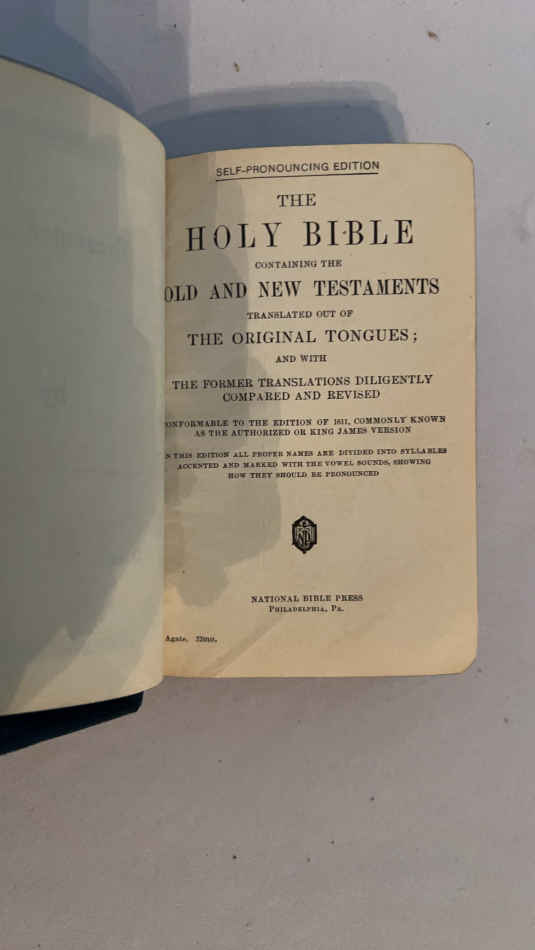 SELF-PRONOUNCING EDITION
THE
HOLY BIBLE
CONTAINING THE
OLD AND NEW TESTAMENTS
TRANSLATED OUT OF
THE ORIGINAL TONGUES;
AND WITH
THE FORMER TRANSLATIONS DILIGENTLY
COMPARED AND REVISED
CONFORMABLE TO THE EDITION OF 1611, COMMONLY KNOWN
AS THE AUTHORIZED OR KING JAMES VERSION
IN THIS EDITION ALL PROPER NAMES ARE DIVIDED INTO SYLLABLES
ACCENTED AND MARKED WITH THE VOWEL SOUNDS, SHOWING
HOW THEY SHOULD BE PRONOUNCED
NATIONAL BIBLE PRESS
PHILADELPHIA, PA.
Agate, 32mo.